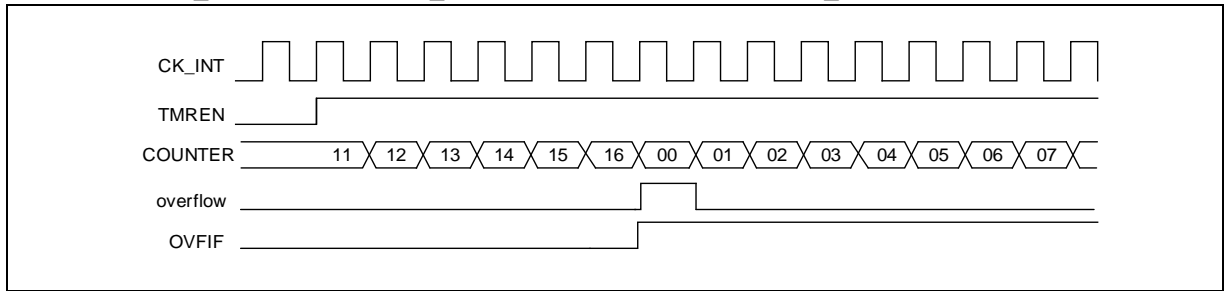 CK_INT
TMREN
COUNTER 11 12 13 14 15 16 00 01 02 03 04 05 06 07
overflow
OVFIF